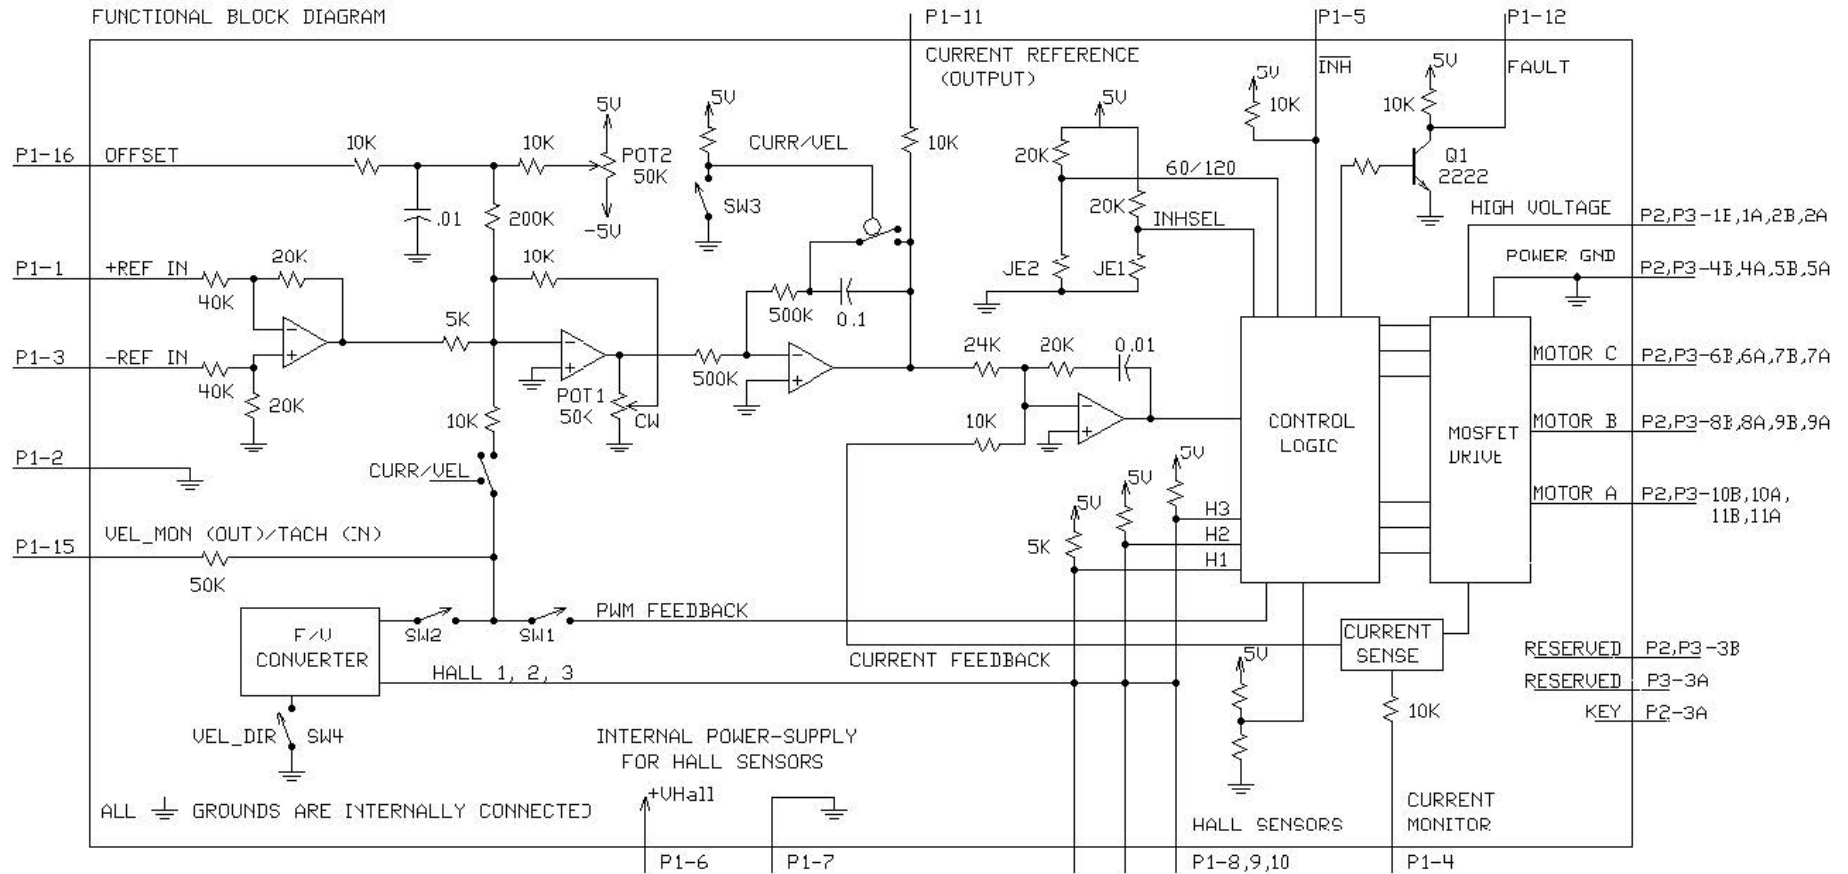 FUNCTIONAL BLOCK DIAGRAM
P1-11
P1-5
P1-12
CURRENT REFERENCE
(OUTPUT)
INH
FAULT
5V
5V
5V
5V
5V
10K
10K
10K
10K
CURR/VEL
10K
P1-16
OFFSET
POT2
50K
20K
60/120
Q1
2222
.01
200K
-5V
SW3
20K
INHSEL
HIGH VOLTAGE
P2,P3-1B,1A,2B,2A
P1-1
+REF IN
20K
10K
JE2
JE1
POWER GND
P2,P3-4B,4A,5B,5A
40K
500K
0.1
5K
24K
20K
0.01
P1-3
-REF IN
MOTOR C
P2,P3-6B,6A,7B,7A
40K
500K
20K
POT1
50K
CW
10K
10K
CONTROL
LOGIC
MOSFET
DRIVE
MOTOR B
P2,P3-8B,8A,9B,9A
P1-2
CURR/VEL
5V
5V
5V
MOTOR A
P2,P3-10B,10A,
11B,11A
H3
H2
H1
5K
P1-15
VEL_MON (OUT)/TACH (IN)
50K
F/V
CONVERTER
SW2
SW1
PWM FEEDBACK
CURRENT FEEDBACK
CURRENT
SENSE
HALL 1, 2, 3
5V
RESERVED
P2,P3-3B
RESERVED
P3-3A
KEY
P2-3A
10K
VEL_DIR
SW4
INTERNAL POWER-SUPPLY
FOR HALL SENSORS
+VHall
ALL GROUNDS ARE INTERNALLY CONNECTED
HALL SENSORS
CURRENT
MONITOR
P1-6
P1-7
P1-8,9,10
P1-4